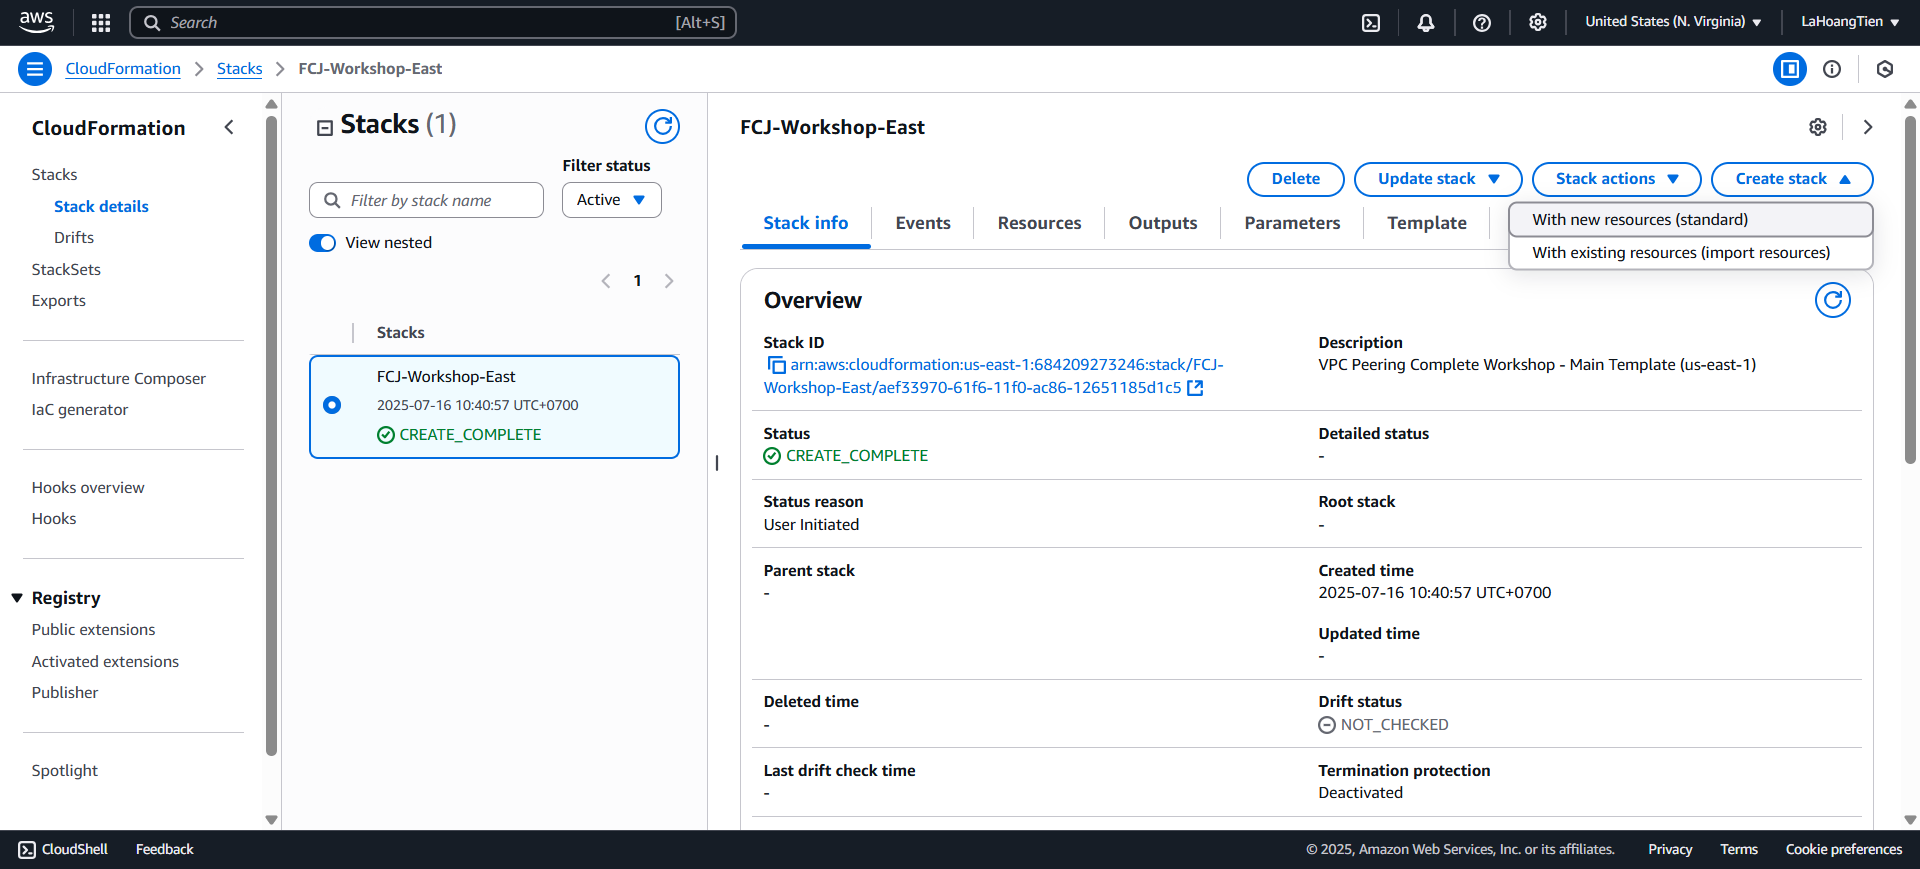 aws
Search [Alt+S]
United States (N. Virginia)
LaHoangTien
CloudFormation
Stacks
FCJ-Workshop-East
CloudFormation
Stacks
Stack details
Drifts
StackSets
Exports
Infrastructure Composer
IaC generator
Hooks overview
Hooks
Registry
Public extensions
Activated extensions
Publisher
Spotlight
Stacks (1)
Filter status
Filter by stack name
Active
View nested
1
Stacks
FCJ-Workshop-East
2025-07-16 10:40:57 UTC+0700
CREATE_COMPLETE
FCJ-Workshop-East
Delete
Update stack
Stack actions
Create stack
With new resources (standard)
With existing resources (import resources)
Stack info
Events
Resources
Outputs
Parameters
Template
Overview
Stack ID
arn:aws:cloudformation:us-east-1:684209273246:stack/FCJ-
Workshop-East/aef33970-61f6-11f0-ac86-12651185d1c5
Description
VPC Peering Complete Workshop - Main Template (us-east-1)
Status
CREATE_COMPLETE
Detailed status
-
Status reason
User Initiated
Root stack
-
Parent stack
-
Created time
2025-07-16 10:40:57 UTC+0700
Updated time
-
Deleted time
-
Drift status
NOT_CHECKED
Last drift check time
-
Termination protection
Deactivated
CloudShell
Feedback
© 2025, Amazon Web Services, Inc. or its affiliates.
Privacy
Terms
Cookie preferences